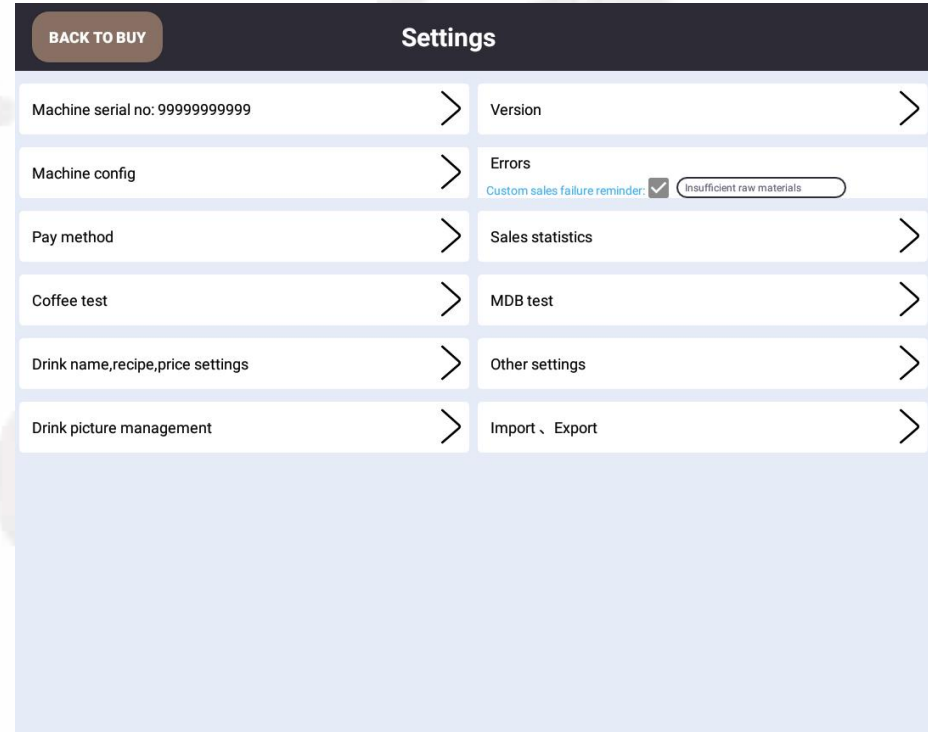 BACK TO BUY
Settings
Machine serial no: 99999999999
Version
Machine config
Errors
Custom sales failure reminder:
Insufficient raw materials
Pay method
Sales statistics
Coffee test
MDB test
Drink name,recipe,price settings
Other settings
Drink picture management
Import 、Export